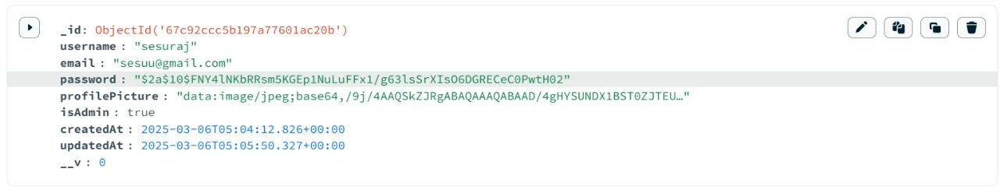 _id: ObjectId('67c92ccc5b197a77601ac20b')
username : "sesuraj"
email : "sesuu@gmail.com"
password : "$2a$10$FNY4lNKbRRsm5KGEp1NuLuFFx1/g63lsSrXIsO6DGRECeC0PwtH02"
profilePicture : "data:image/jpeg;base64,/9j/4AAQSkZJRgABAQAAAQABAAD/4gHYSUNDX1BST0ZJTEU…"
isAdmin : true
createdAt : 2025-03-06T05:04:12.826+00:00
updatedAt : 2025-03-06T05:05:50.327+00:00
__v : 0